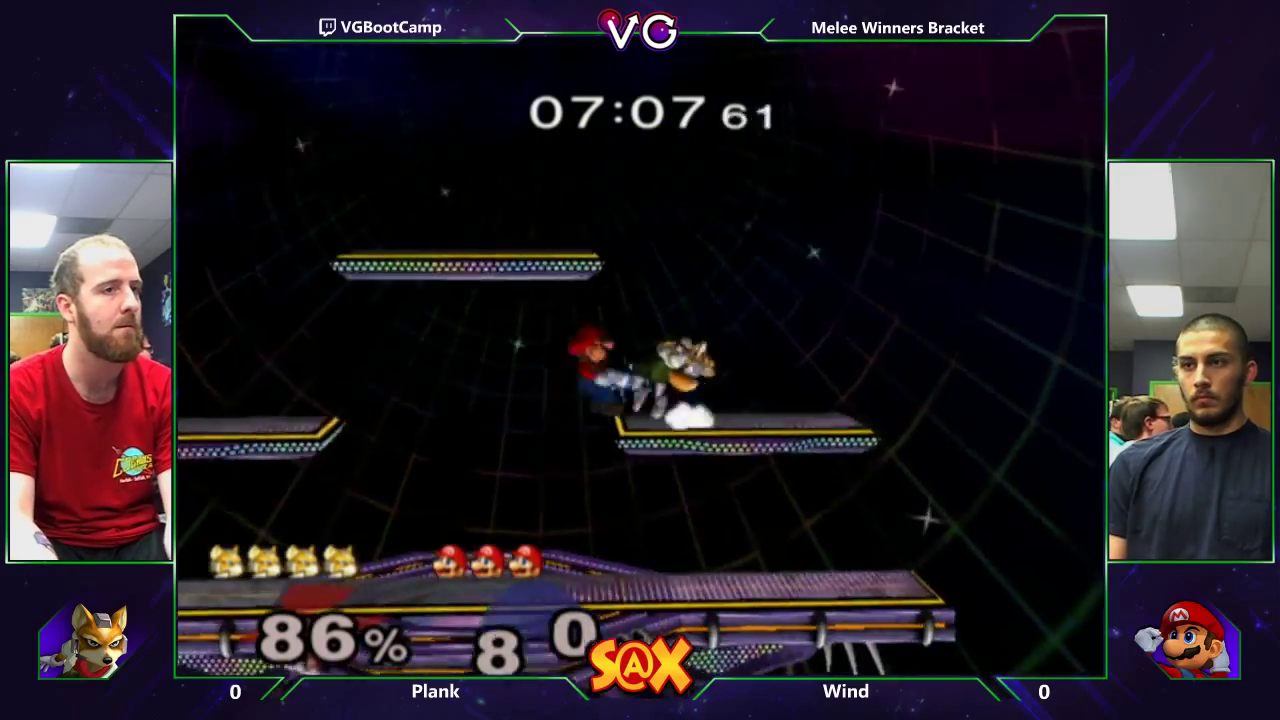 VGBootCamp
VG
Melee Winners Bracket
07:07 61
86%
8 0
S@X
0
Plank
Wind
0